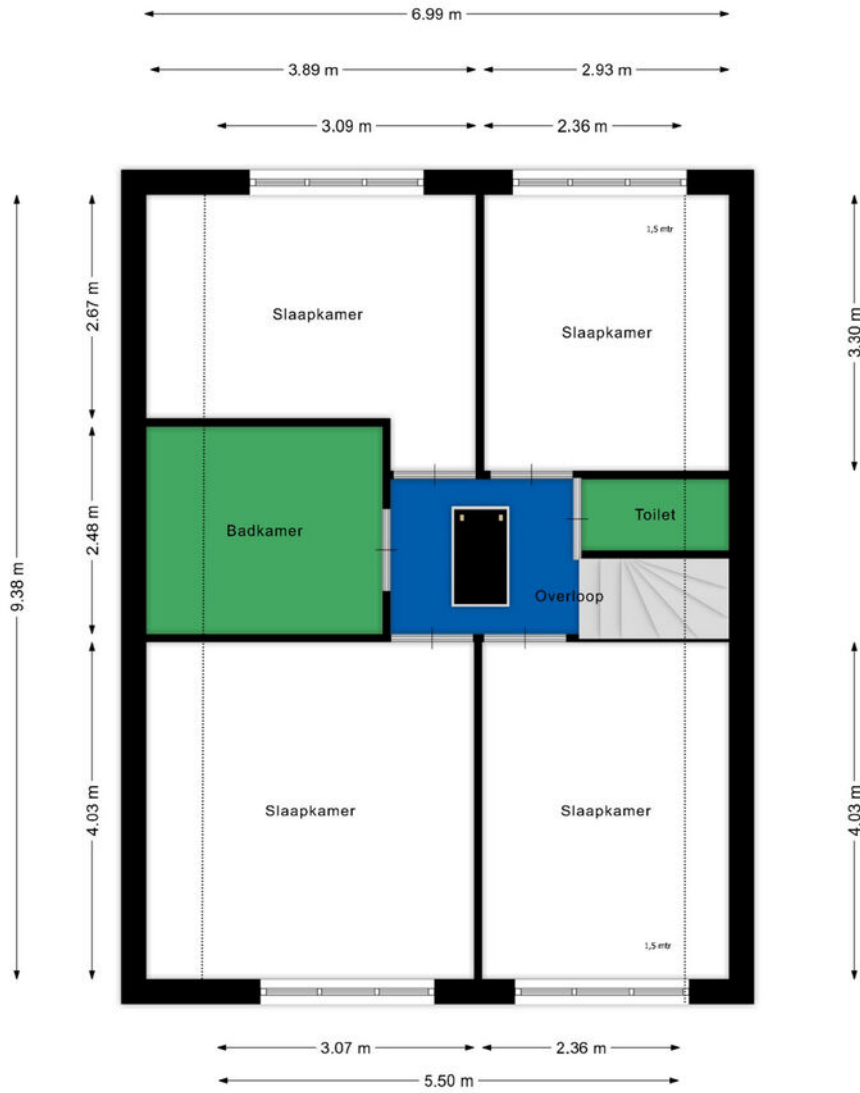 6.99 m
3.89 m
2.93 m
3.09 m
2.36 m
1,5 mtr
2.67 m
3.30 m
Slaapkamer
Slaapkamer
Badkamer
Toilet
2.48 m
9.38 m
Overloop
Slaapkamer
Slaapkamer
4.03 m
4.03 m
1,5 mtr
3.07 m
2.36 m
5.50 m